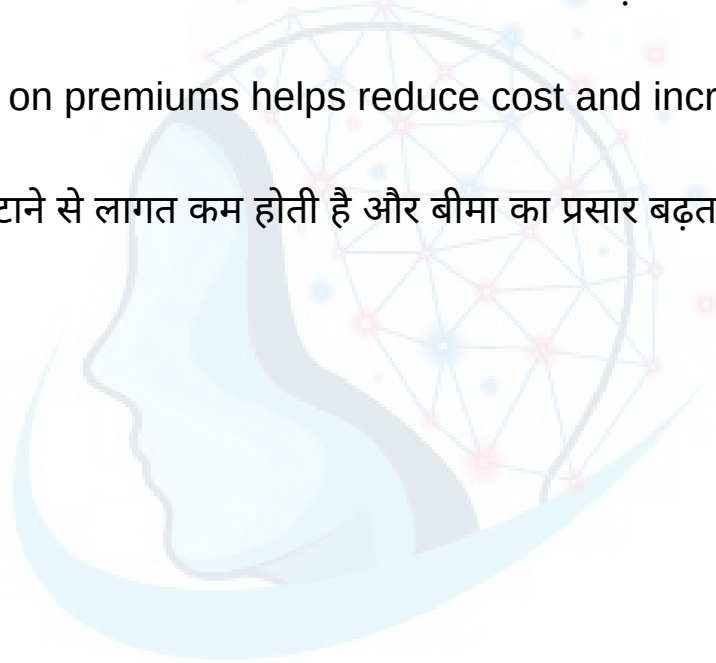 on premiums helps reduce cost and incr
टाने से लागत कम होती है और बीमा का प्रसार बढ़त